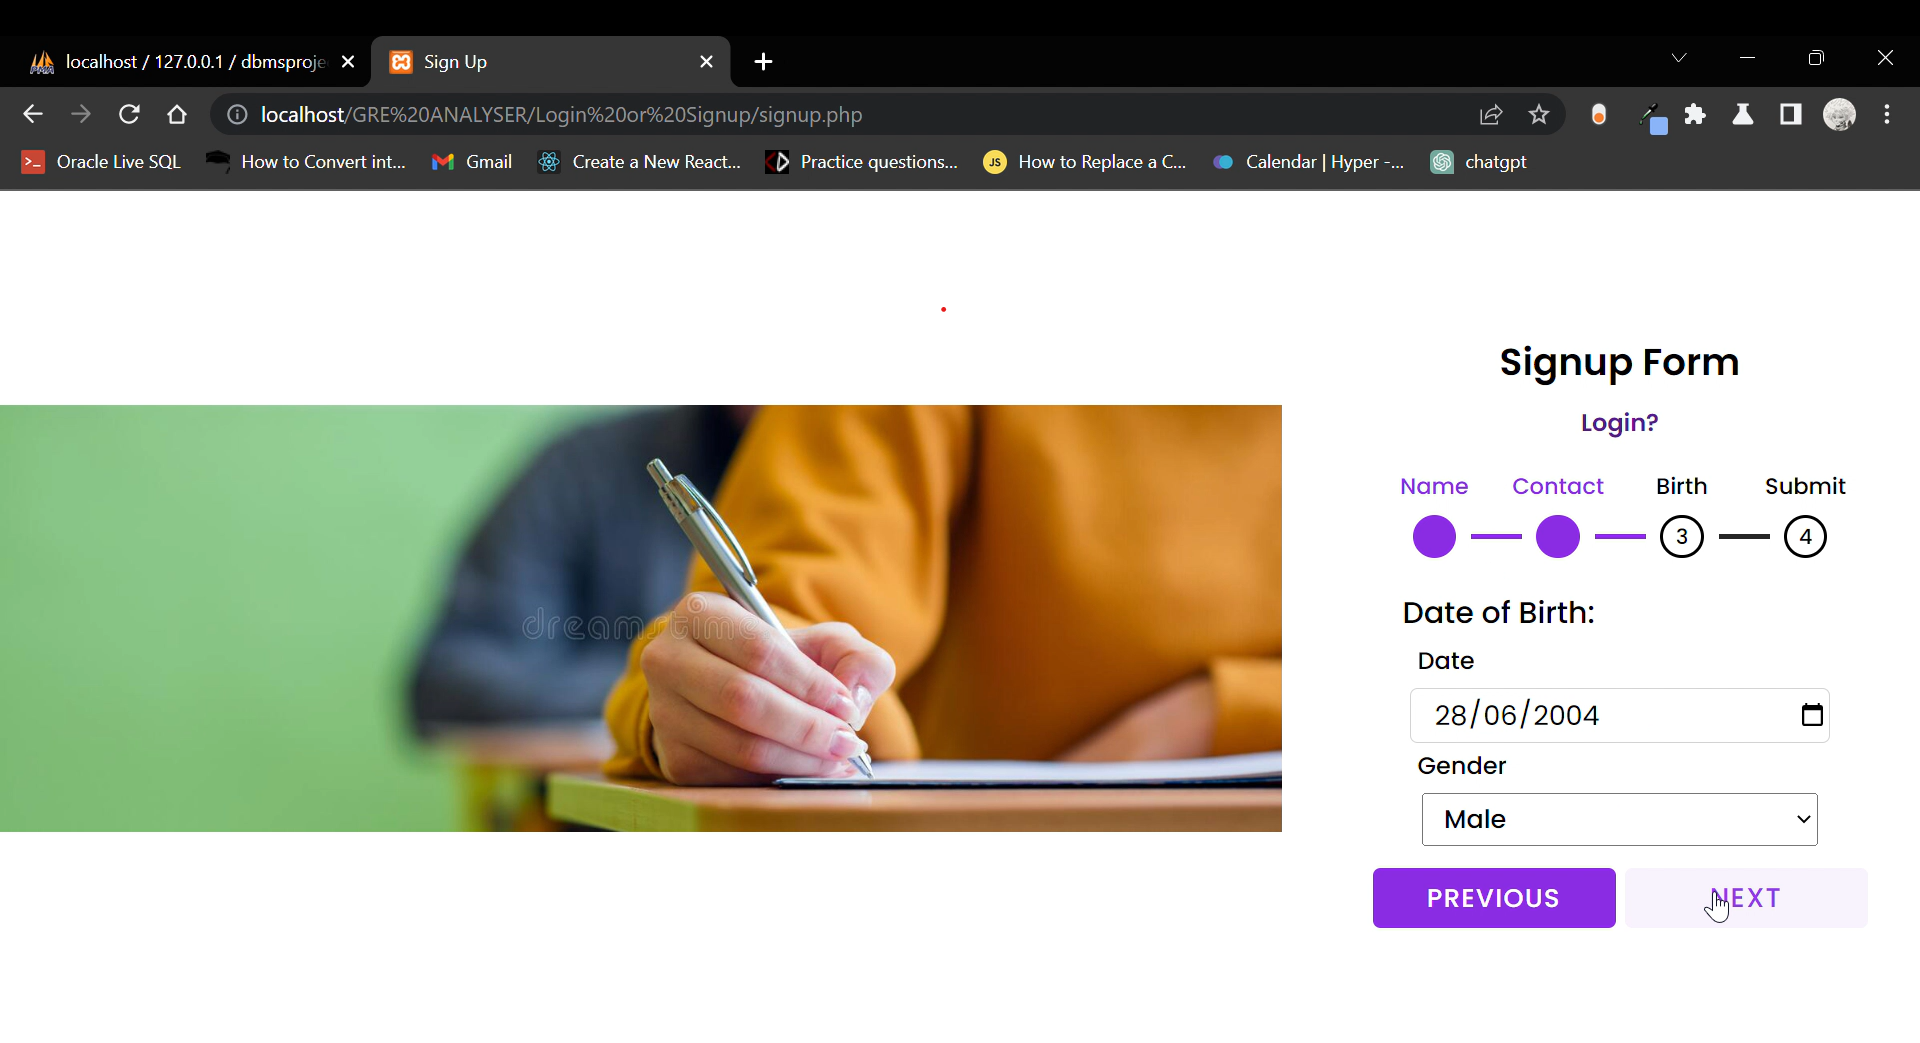 localhost / 127.0.0.1 / dbmsproje
Sign Up
localhost/GRE%20ANALYSER/Login%20or%20Signup/signup.php
Oracle Live SQL
How to Convert int...
Gmail
Create a New React...
Practice questions...
JS
How to Replace a C...
Calendar | Hyper -...
chatgpt
Signup Form
Login?
Name Contact Birth Submit
3 4
dreamstime
Date of Birth:
Date
28/06/2004
Gender
Male
PREVIOUS NEXT